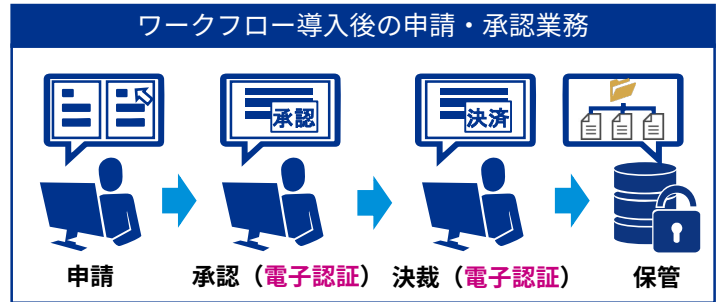 ワークフロー導入後の申請・承認業務
承認
決済
申請
承認（電子認証）
決裁（電子認証）
保管